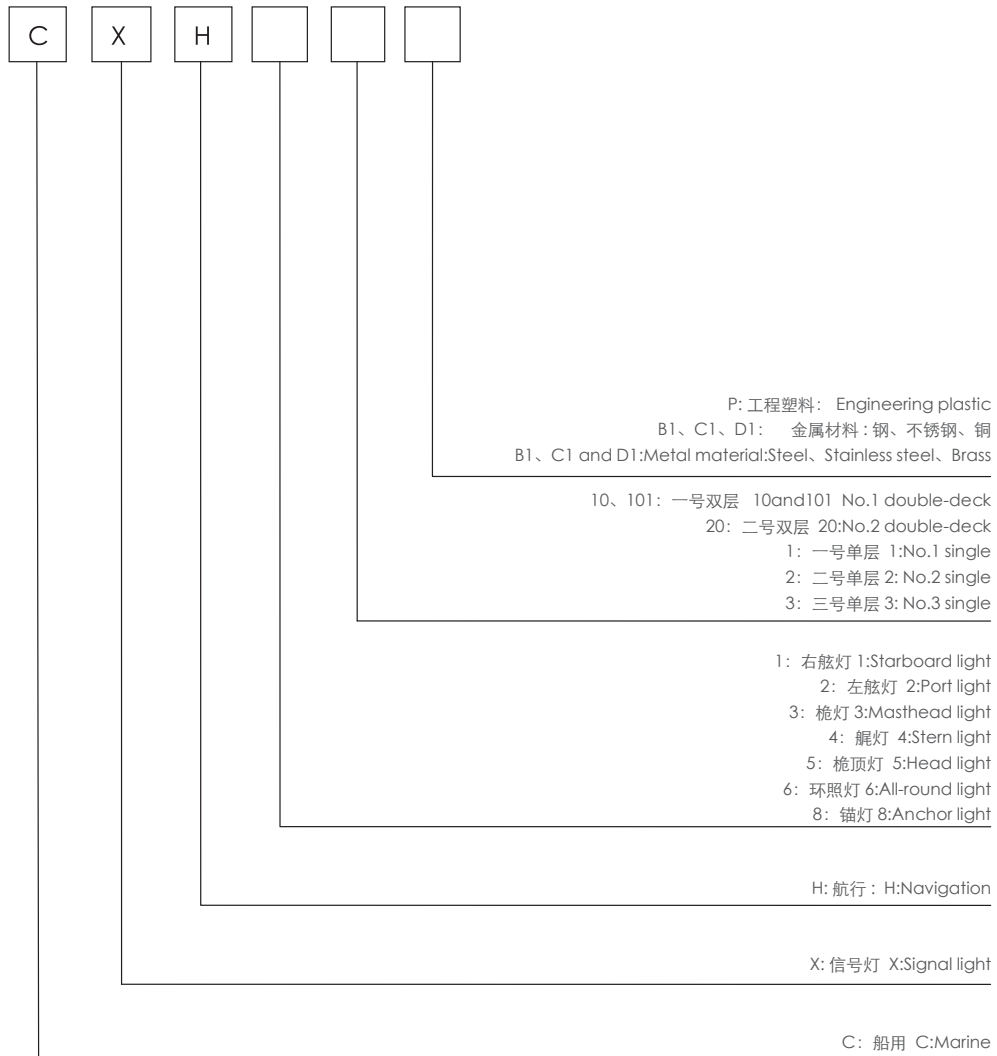 C X H
P: 工程塑料: Engineering plastic
B1、C1、D1: 金属材料:钢、不锈钢、铜
B1、C1 and D1:Metal material:Steel、Stainless steel、Brass
10、101: 一号双层 10and101 No.1 double-deck
20: 二号双层 20:No.2 double-deck
1: 一号单层 1:No.1 single
2: 二号单层 2: No.2 single
3: 三号单层 3: No.3 single
1: 右舷灯 1:Starboard light
2: 左舷灯 2:Port light
3: 桅灯 3:Masthead light
4: 艉灯 4:Stern light
5: 桅顶灯 5:Head light
6: 环照灯 6:All-round light
8: 锚灯 8:Anchor light
H: 航行: H:Navigation
X: 信号灯 X:Signal light
C: 船用 C:Marine